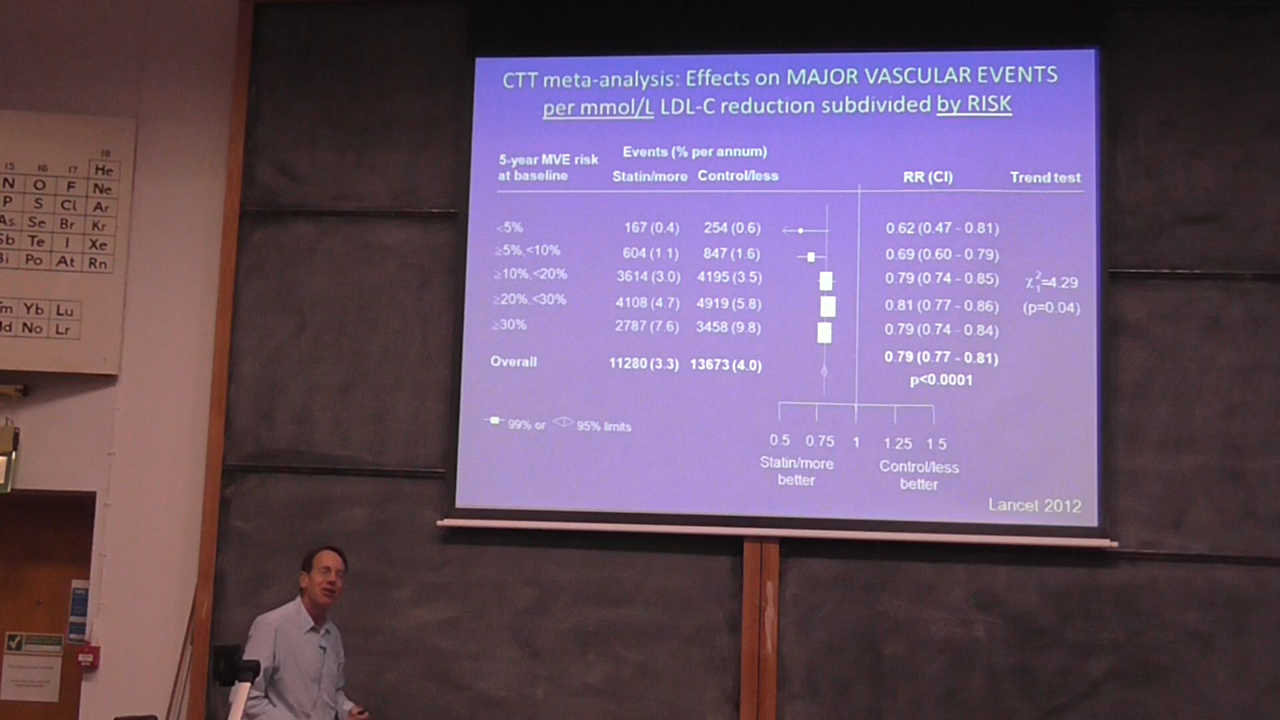 CTT meta-analysis: Effects on MAJOR VASCULAR EVENTS
per mmol/L LDL-C reduction subdivided by RISK
5-year MVE risk
at baseline
Events (% per annum)
Statin/more Control/less
RR (CI)
Trend test
<5% 167 (0.4) 254 (0.6) 0.62 (0.47 - 0.81)
≥5%,<10% 604 (1.1) 847 (1.6) 0.69 (0.60 - 0.79)
≥10%,<20% 3614 (3.0) 4195 (3.5) 0.79 (0.74 - 0.85) χ²₁=4.29
≥20%,<30% 4108 (4.7) 4919 (5.8) 0.81 (0.77 - 0.86) (p=0.04)
≥30% 2787 (7.6) 3458 (9.8) 0.79 (0.74 - 0.84)
Overall 11280 (3.3) 13673 (4.0) 0.79 (0.77 - 0.81)
p<0.0001
99% or 95% limits
0.5 0.75 1 1.25 1.5
Statin/more
better
Control/less
better
Lancet 2012
18
15 16 17 He
N O F Ne
P S Cl Ar
As Se Br Kr
Sb Te I Xe
Bi Po At Rn
Yb Lu
No Lr